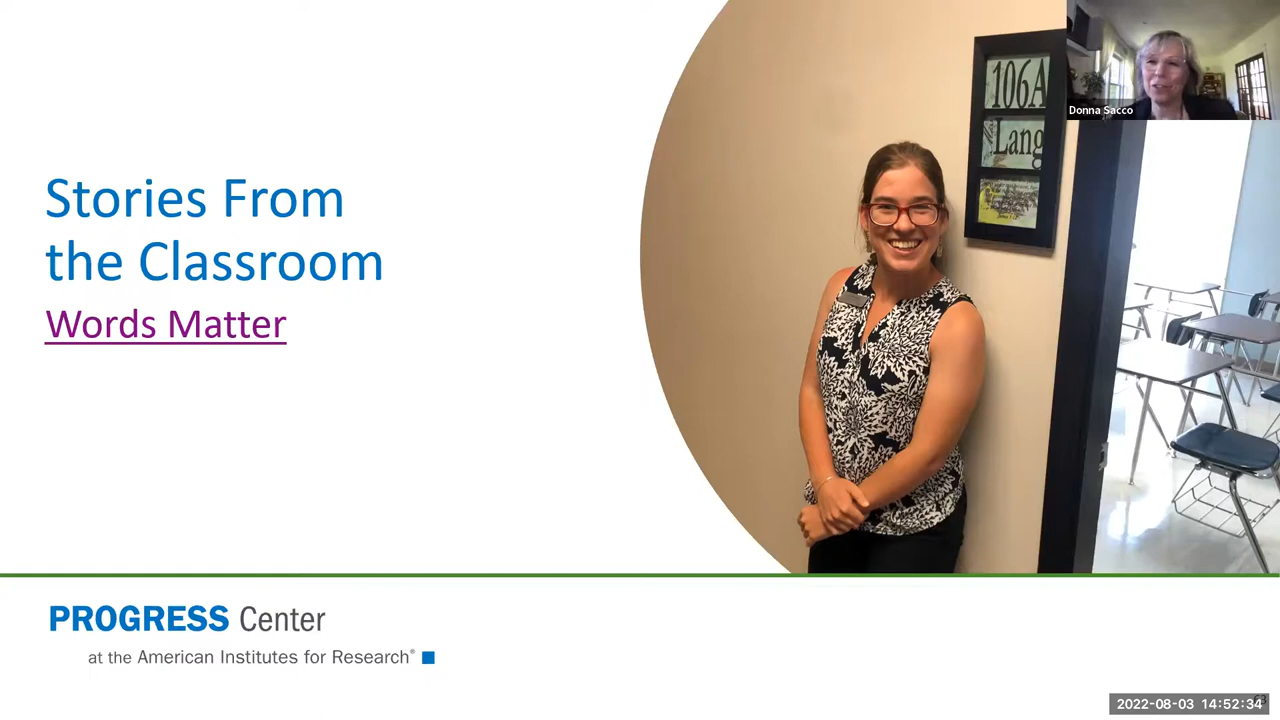 Stories From
the Classroom
Words Matter
106A
Lang
Donna Sacco
PROGRESS Center
at the American Institutes for Research®
2022-08-03 14:52:34
63